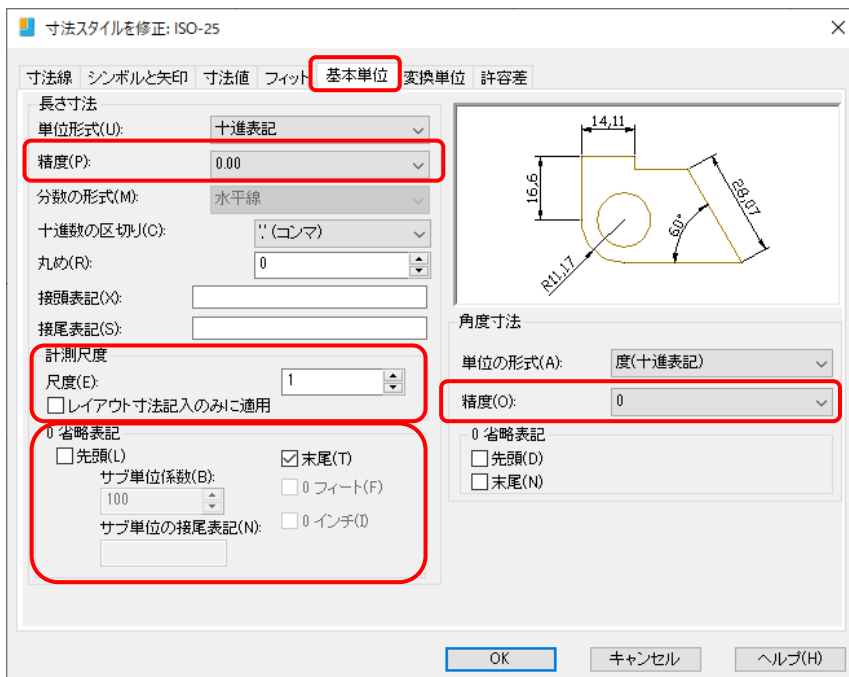 寸法スタイルを修正: ISO-25
寸法線 シンボルと矢印 寸法値 フィット 基本単位 変換単位 許容差
長さ寸法
単位形式(U): 十進表記
精度(P): 0.00
分数の形式(M): 水平線
十進数の区切り(C): ',' (コンマ)
丸め(R): 0
接頭表記(X):
接尾表記(S):
計測尺度
尺度(E): 1
レイアウト寸法記入のみに適用
0 省略表記
先頭(L) 末尾(T)
サブ単位係数(B): 0 フィート(F)
100
サブ単位の接尾表記(N): 0 インチ(I)
14,11
16,6
28,07
60°
R11,17
角度寸法
単位の形式(A): 度(十進表記)
精度(O): 0
0 省略表記
先頭(D)
末尾(N)
OK キャンセル ヘルプ(H)